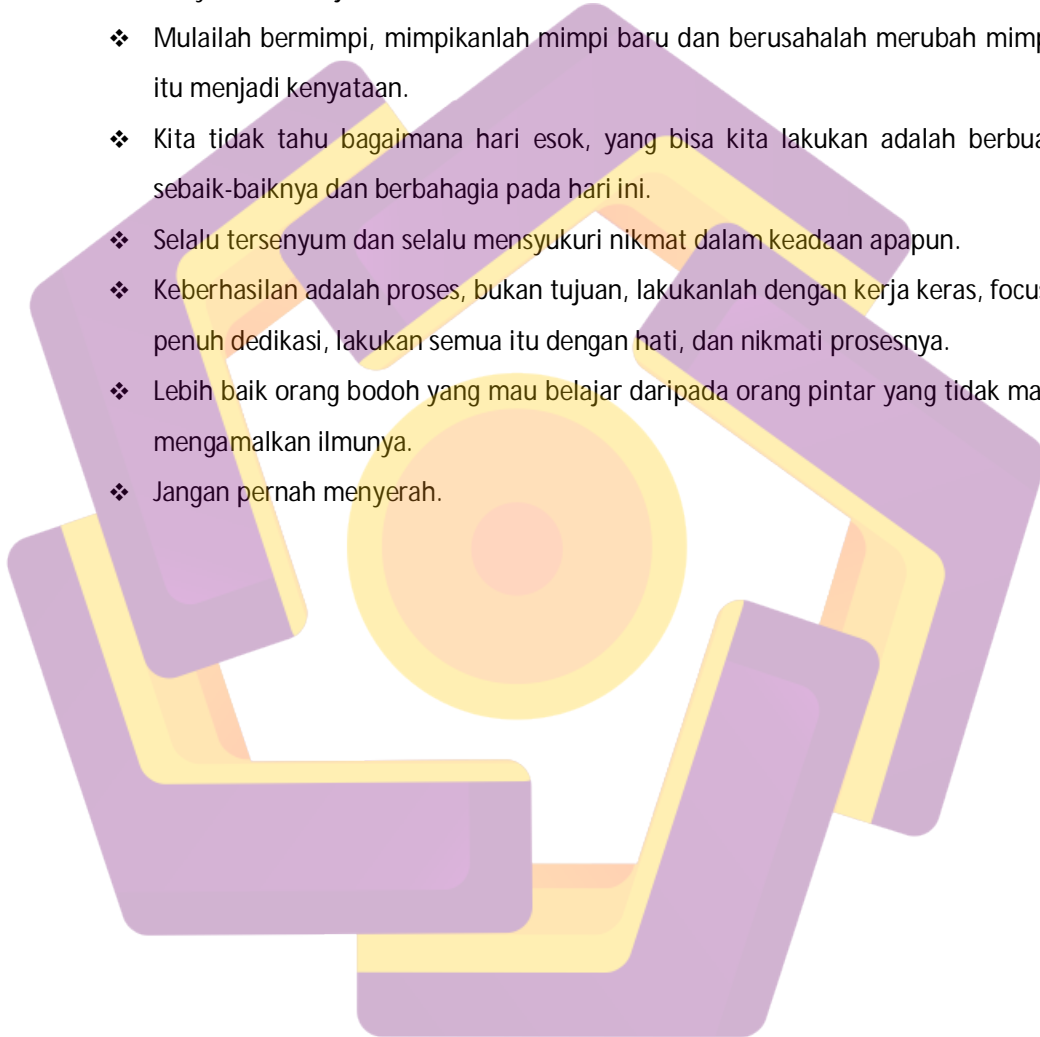 ❖ Mulailah bermimpi, mimpikanlah mimpi baru dan berusahalah merubah mimp
itu menjadi kenyataan.
❖ Kita tidak tahu bagaimana hari esok, yang bisa kita lakukan adalah berbua
sebaik-baiknya dan berbahagia pada hari ini.
❖ Selalu tersenyum dan selalu mensyukuri nikmat dalam keadaan apapun.
❖ Keberhasilan adalah proses, bukan tujuan, lakukanlah dengan kerja keras, focus
penuh dedikasi, lakukan semua itu dengan hati, dan nikmati prosesnya.
❖ Lebih baik orang bodoh yang mau belajar daripada orang pintar yang tidak ma
mengamalkan ilmunya.
❖ Jangan pernah menyerah.